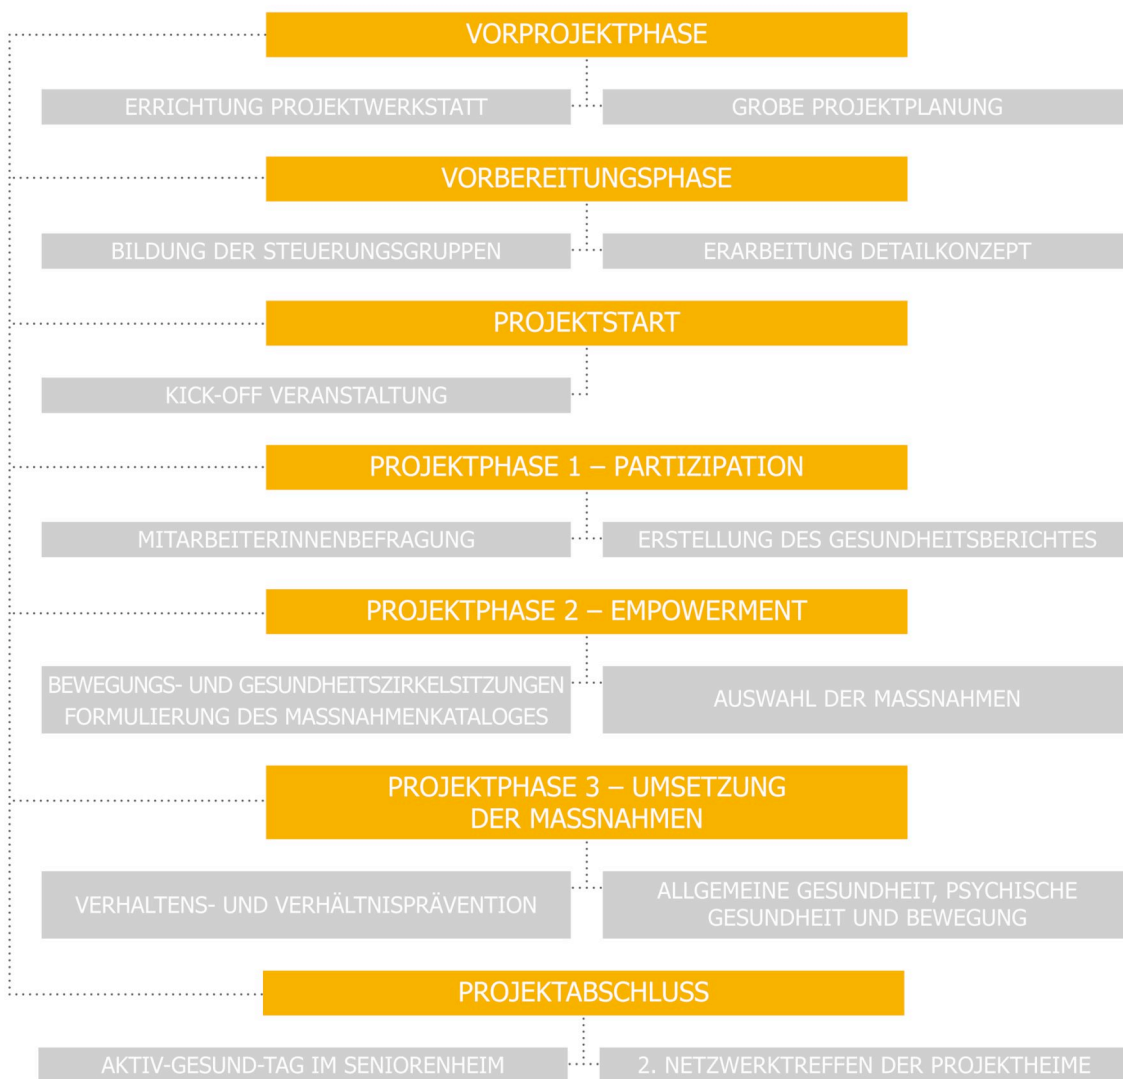 VORPROJEKTPHASE
ERRICHTUNG PROJEKTWERKSTATT
GROBE PROJEKTPLANUNG
VORBEREITUNGSPHASE
BILDUNG DER STEUERUNGSGRUPPEN
ERARBEITUNG DETAILKONZEPT
PROJEKTSTART
KICK-OFF VERANSTALTUNG
PROJEKTPHASE 1 – PARTIZIPATION
MITARBEITERINNENBEFRAGUNG
ERSTELLUNG DES GESUNDHEITSBERICHTES
PROJEKTPHASE 2 – EMPOWERMENT
BEWEGUNGS- UND GESUNDHEITSZIRKELSITZUNGEN
FORMULIERUNG DES MASSNAHMENKATALOGES
AUSWAHL DER MASSNAHMEN
PROJEKTPHASE 3 – UMSETZUNG
DER MASSNAHMEN
VERHALTENS- UND VERHÄLTNISPRÄVENTION
ALLGEMEINE GESUNDHEIT, PSYCHISCHE
GESUNDHEIT UND BEWEGUNG
PROJEKTABSCHLUSS
AKTIV-GESUND-TAG IM SENIORENHEIM
2. NETZWERKTREFFEN DER PROJEKTHEIME